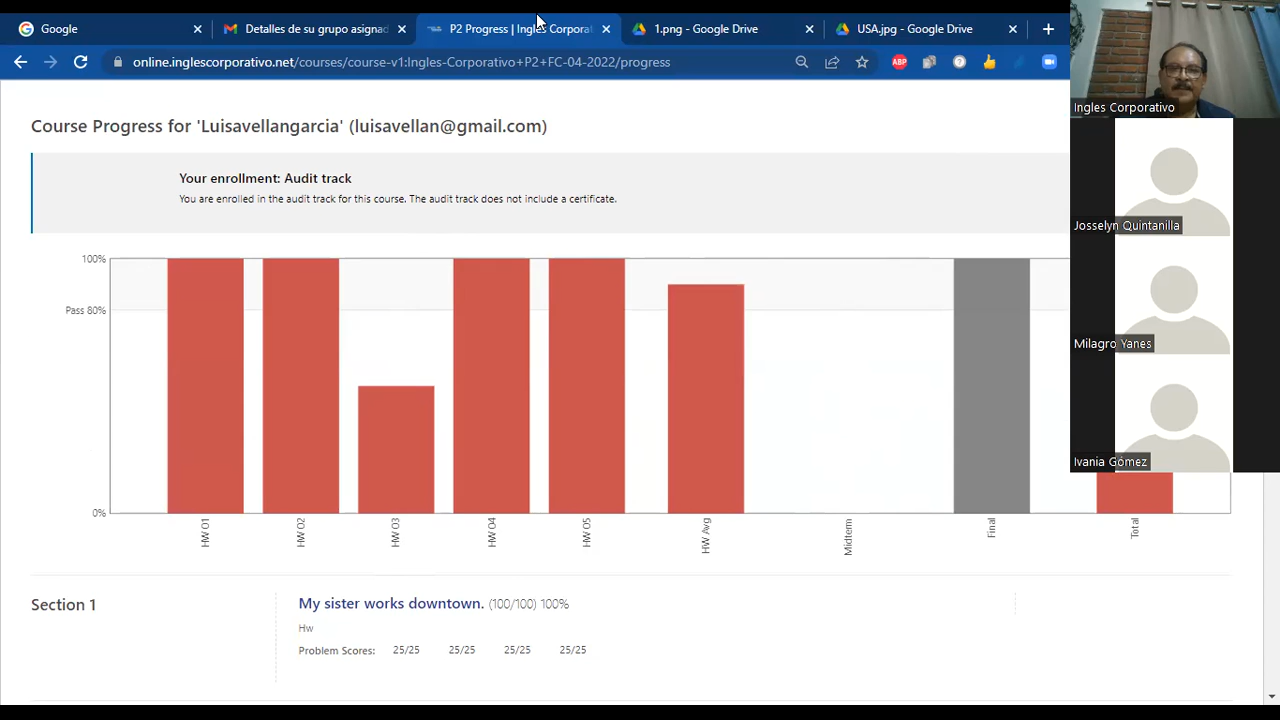 Google
Detalles de su grupo asignad
P2 Progress | Ingles Corporat
1.png - Google Drive
USA.jpg - Google Drive
online.inglescorporativo.net/courses/course-v1:Ingles-Corporativo+P2+FC-04-2022/progress
ABP
Ingles Corporativo
Josselyn Quintanilla
Milagro Yanes
Ivania Gómez
Course Progress for 'Luisavellangarcia' (luisavellan@gmail.com)
Your enrollment: Audit track
You are enrolled in the audit track for this course. The audit track does not include a certificate.
100%
Pass 80%
0%
HW 01
HW 02
HW 03
HW 04
HW 05
HW Avg
Midterm
Final
Total
Section 1
My sister works downtown. (100/100) 100%
Hw
Problem Scores: 25/25 25/25 25/25 25/25